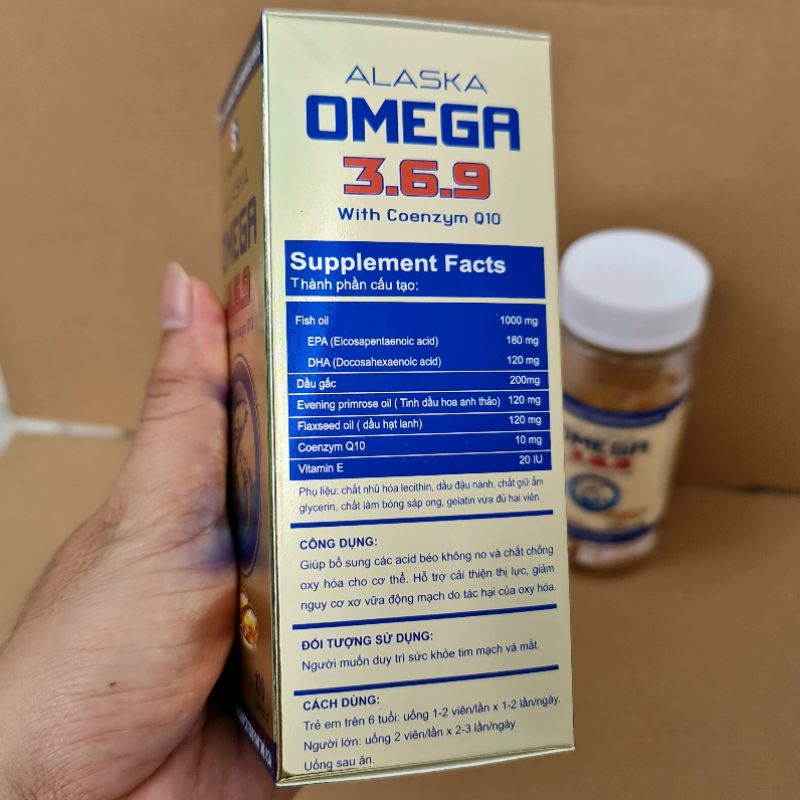 ALASKA
OMEGA
3.6.9
With Coenzym Q10
Supplement Facts
Thành phần cấu tạo:
Fish oil 1000 mg
EPA (Eicosapentaenoic acid) 180 mg
DHA (Docosahexaenoic acid) 120 mg
Dầu gấc 200mg
Evening primrose oil ( Tinh dầu hoa anh thảo) 120 mg
Flaxseed oil ( dầu hạt lanh) 120 mg
Coenzym Q10 10 mg
Vitamin E 20 IU
Phụ liệu: chất nhũ hóa lecithin, dầu đậu nành, chất giữ ẩm
glycerin, chất làm bóng sáp ong, gelatin vừa đủ hai viên.
CÔNG DỤNG:
Giúp bổ sung các acid béo không no và chất chống
oxy hóa cho cơ thể. Hỗ trợ cải thiện thị lực, giảm
nguy cơ xơ vữa động mạch do tác hại của oxy hóa.
ĐỐI TƯỢNG SỬ DỤNG:
Người muốn duy trì sức khỏe tim mạch và mắt.
CÁCH DÙNG:
Trẻ em trên 6 tuổi: uống 1-2 viên/lần x 1-2 lần/ngày.
Người lớn: uống 2 viên/lần x 2-3 lần/ngày.
Uống sau ăn.
ALASKA
OMEGA
3.6.9
OMEGA
3.6.9